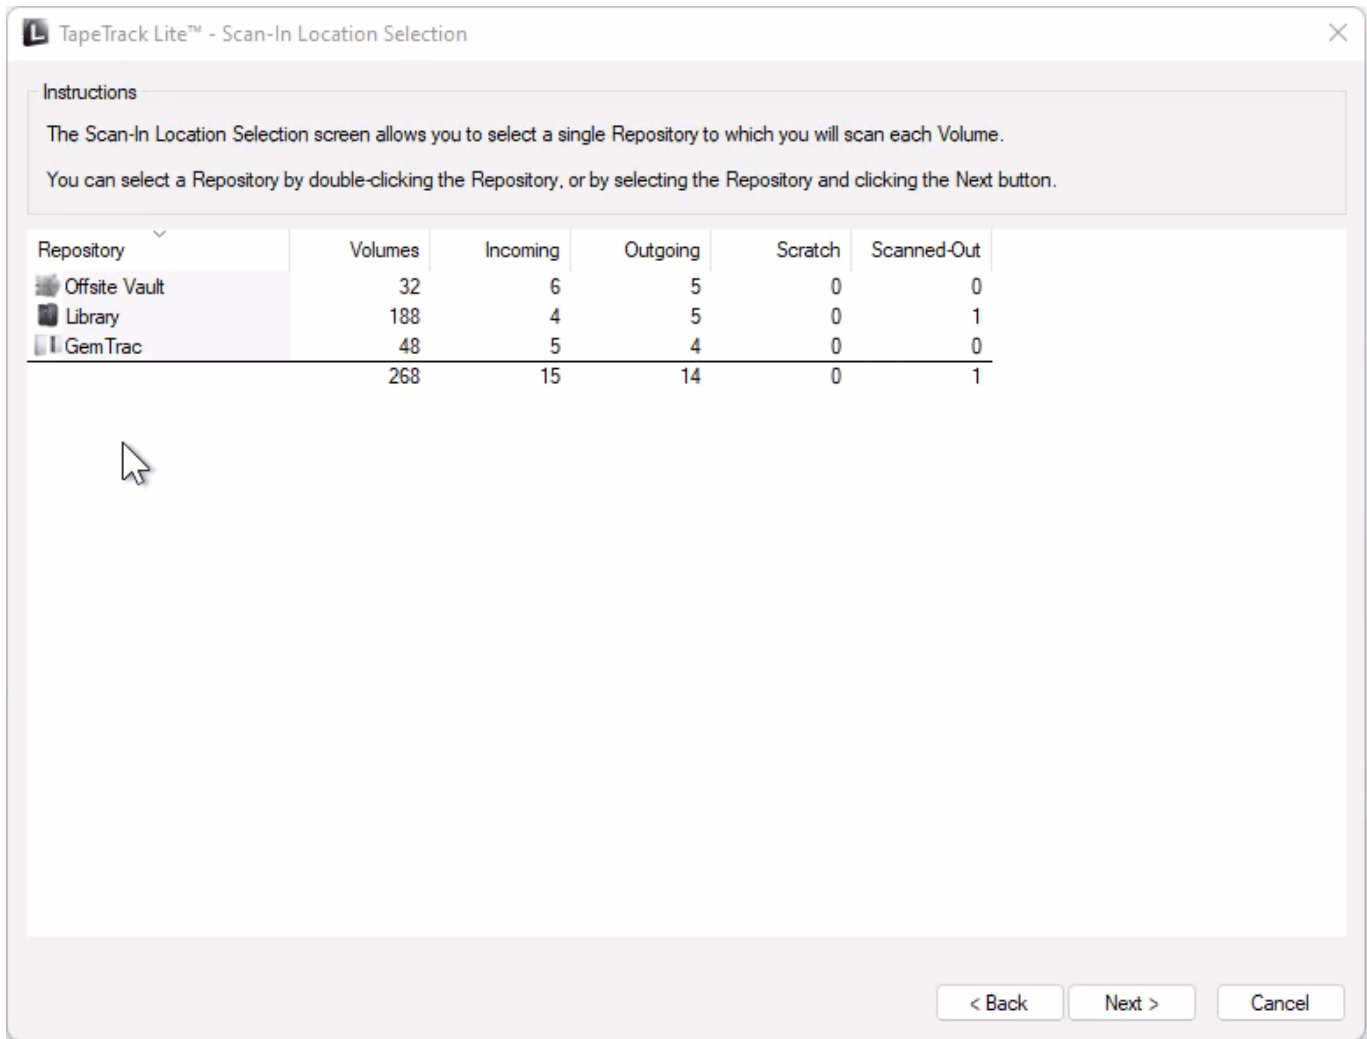 TapeTrack Lite™ - Scan-In Location Selection
Instructions
The Scan-In Location Selection screen allows you to select a single Repository to which you will scan each Volume.
You can select a Repository by double-clicking the Repository, or by selecting the Repository and clicking the Next button.
Repository Volumes Incoming Outgoing Scratch Scanned-Out
Offsite Vault 32 6 5 0 0
Library 188 4 5 0 1
GemTrac 48 5 4 0 0
268 15 14 0 1
< Back Next > Cancel